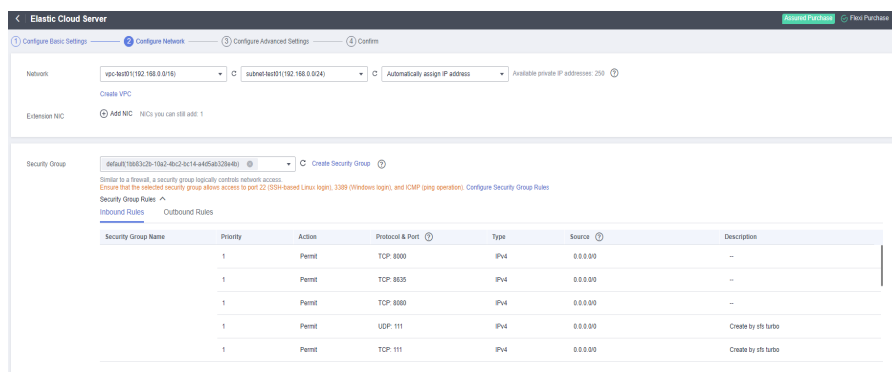 Elastic Cloud Server Assured Purchase Flexi Purchase
1 Configure Basic Settings 2 Configure Network 3 Configure Advanced Settings 4 Confirm
Network vpc-test01(192.168.0.0/16) C subnet-test01(192.168.0.0/24) C Automatically assign IP address Available private IP addresses: 250 ?
Create VPC
Extension NIC Add NIC NICs you can still add: 1
Security Group default(1bb83c2b-10a2-4bc2-bc14-a4d5ab328e4b) C Create Security Group ?
Similar to a firewall, a security group logically controls network access.
Ensure that the selected security group allows access to port 22 (SSH-based Linux login), 3389 (Windows login), and ICMP (ping operation). Configure Security Group Rules
Security Group Rules
Inbound Rules Outbound Rules
Security Group Name Priority Action Protocol & Port ? Type Source ? Description
1 Permit TCP: 8000 IPv4 0.0.0.0/0 --
1 Permit TCP: 8635 IPv4 0.0.0.0/0 --
1 Permit TCP: 8080 IPv4 0.0.0.0/0 --
1 Permit UDP: 111 IPv4 0.0.0.0/0 Create by sfs turbo
1 Permit TCP: 111 IPv4 0.0.0.0/0 Create by sfs turbo